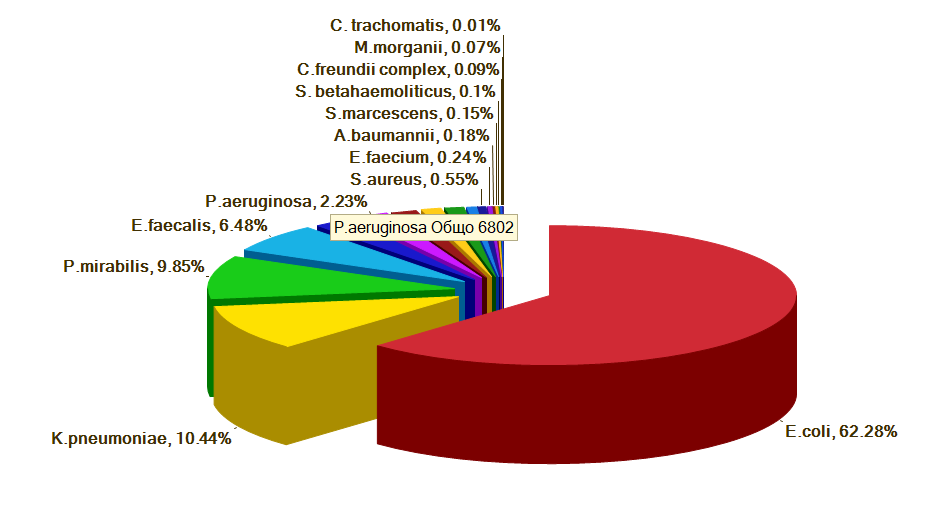 C. trachomatis, 0.01%
M.morganii, 0.07%
C.freundii complex, 0.09%
S. betahaemoliticus, 0.1%
S.marcescens, 0.15%
A.baumannii, 0.18%
E.faecium, 0.24%
S.aureus, 0.55%
P.aeruginosa, 2.23%
P.aeruginosa Общо 6802
E.faecalis, 6.48%
P.mirabilis, 9.85%
K.pneumoniae, 10.44%
E.coli, 62.28%